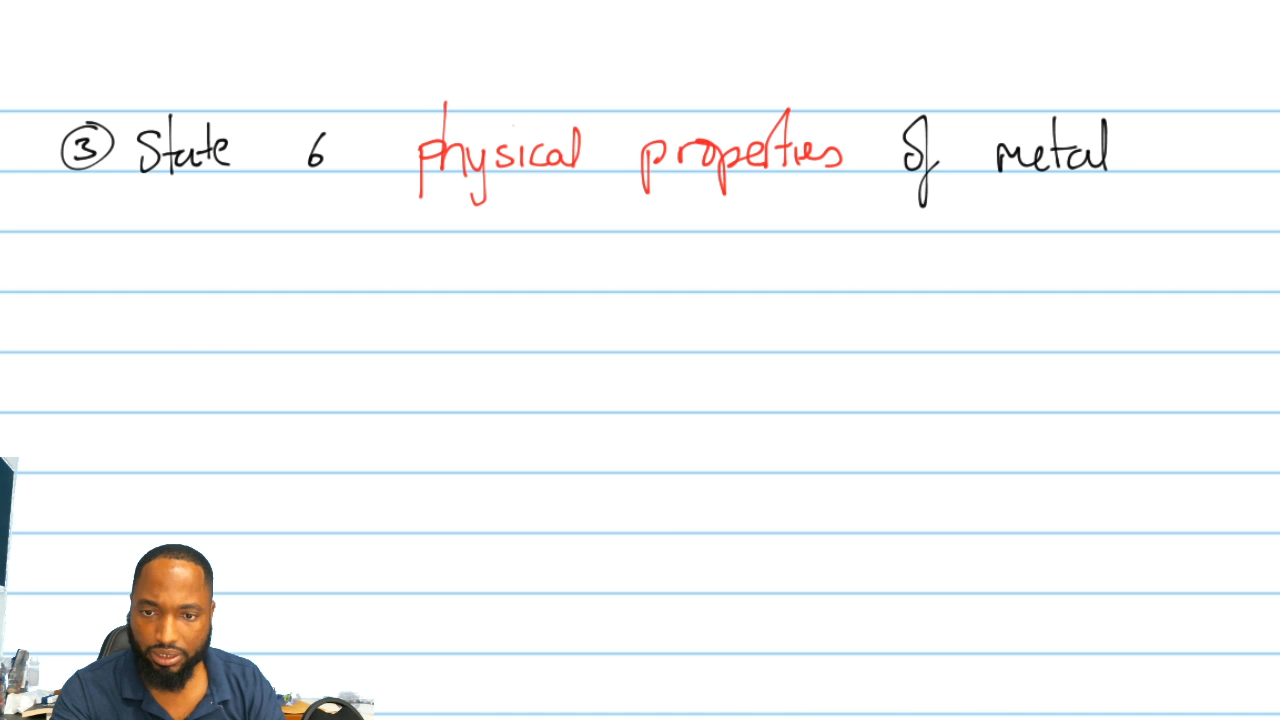 ③ State 6 physical properties of metal